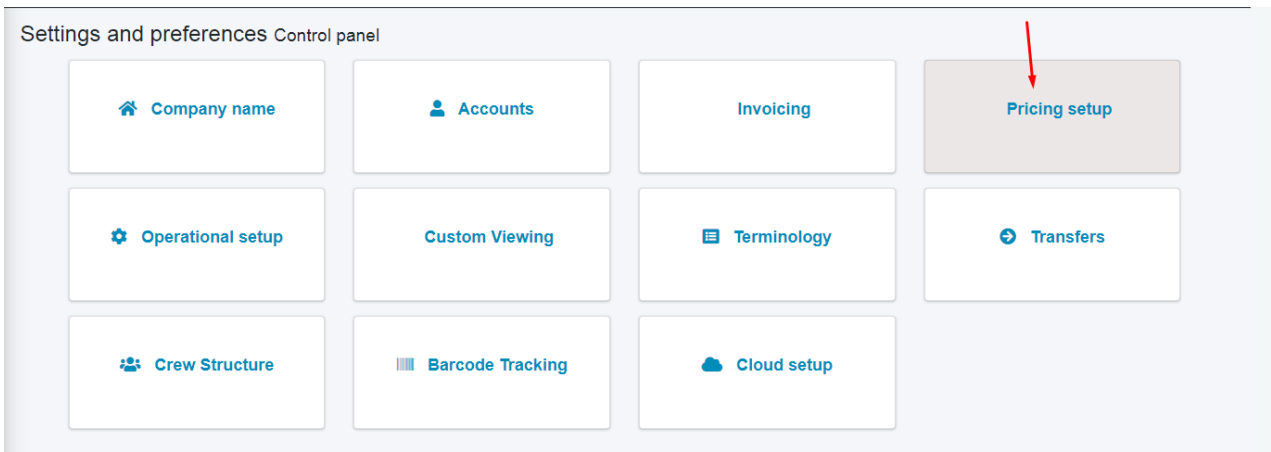 Settings and preferences Control panel
Company name
Accounts
Invoicing
Pricing setup
Operational setup
Custom Viewing
Terminology
Transfers
Crew Structure
Barcode Tracking
Cloud setup